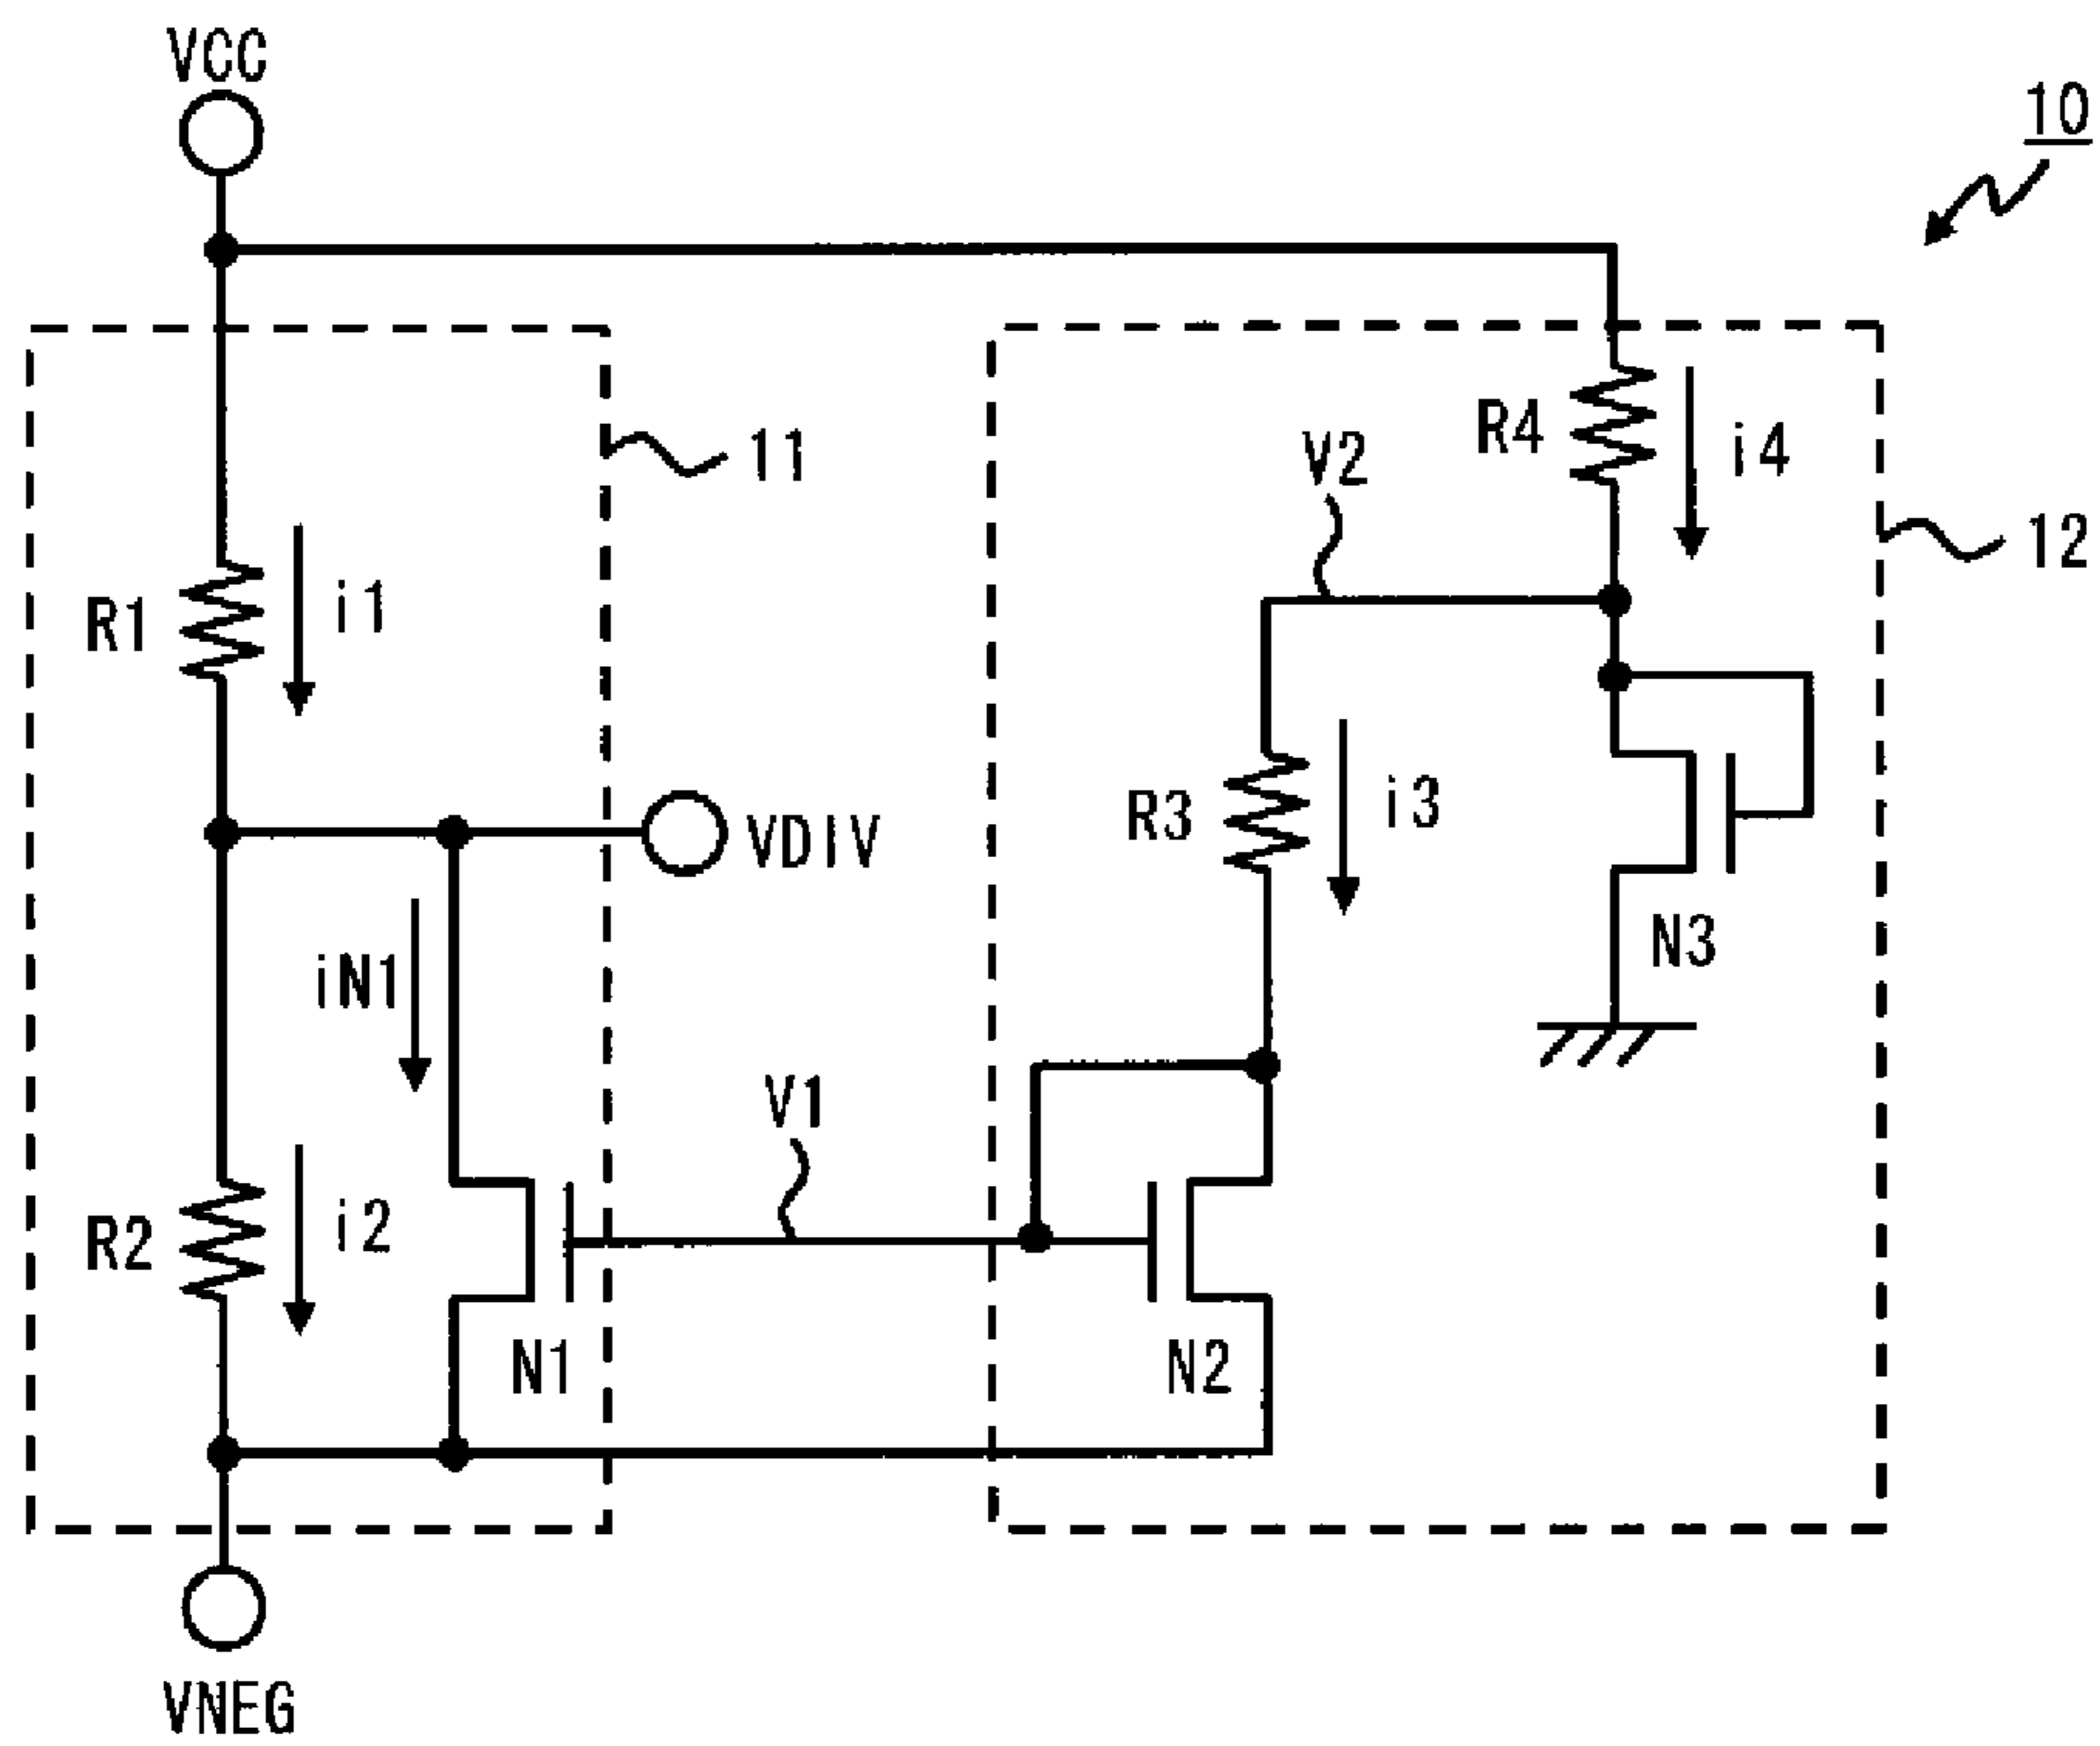 VCC
10
11
R4
i4
V2
12
R1
i1
R3
i3
VDIV
N3
iN1
V1
R2
i2
N1
N2
VNEG